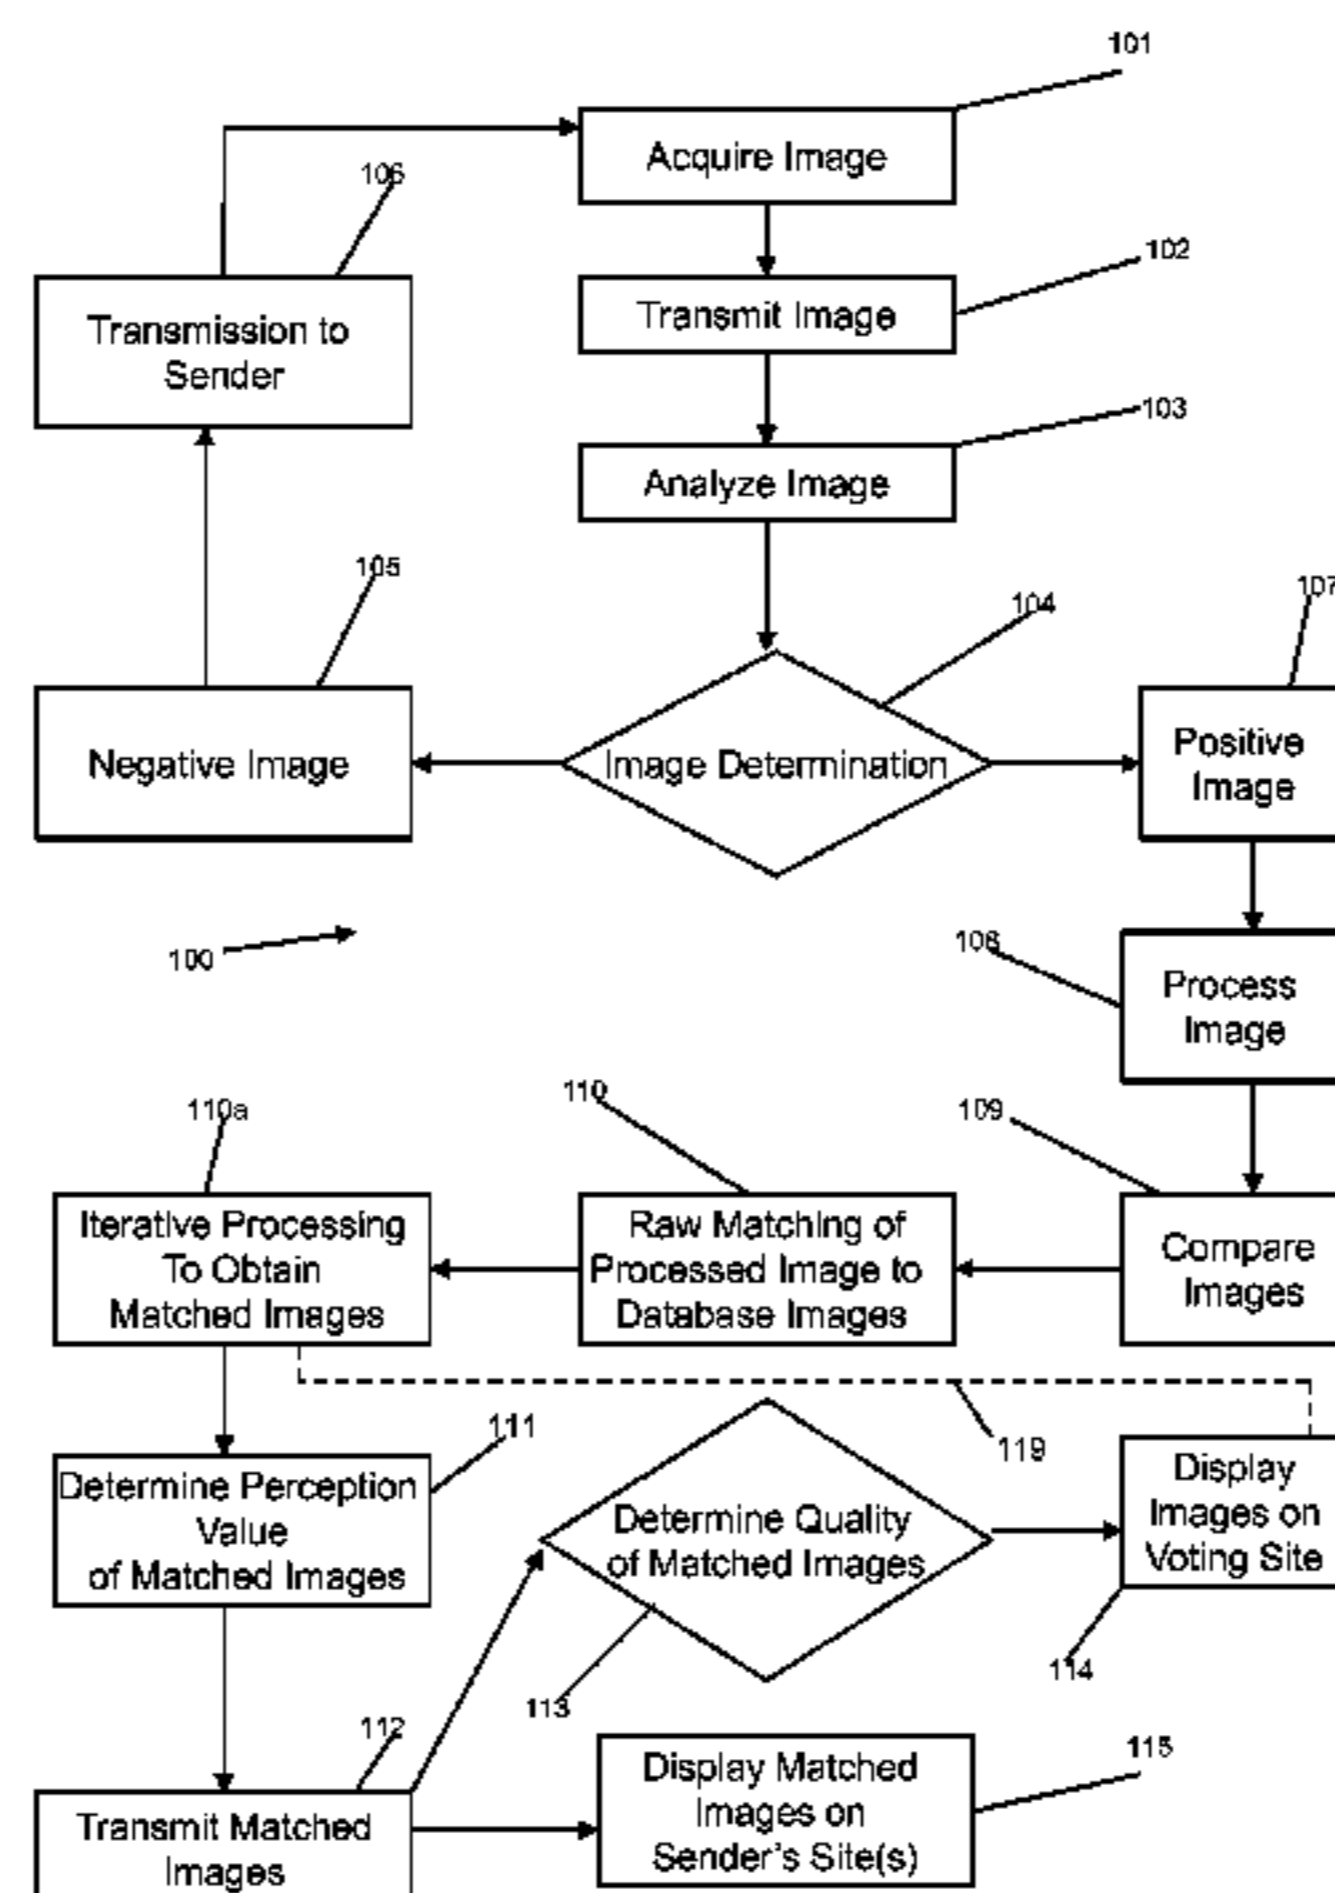 101
Acquire Image
106
102
Transmission to
Sender
Transmit Image
103
Analyze Image
105
104
107
Negative Image
Image Determination
Positive
Image
100
108
Process
Image
110a
110
109
Iterative Processing
To Obtain
Matched Images
Raw Matching of
Processed Image to
Database Images
Compare
Images
111
119
Determine Perception
Value
of Matched Images
Determine Quality
of Matched Images
Display
Images on
Voting Site
114
113
112
115
Transmit Matched
Images
Display Matched
Images on
Sender's Site(s)